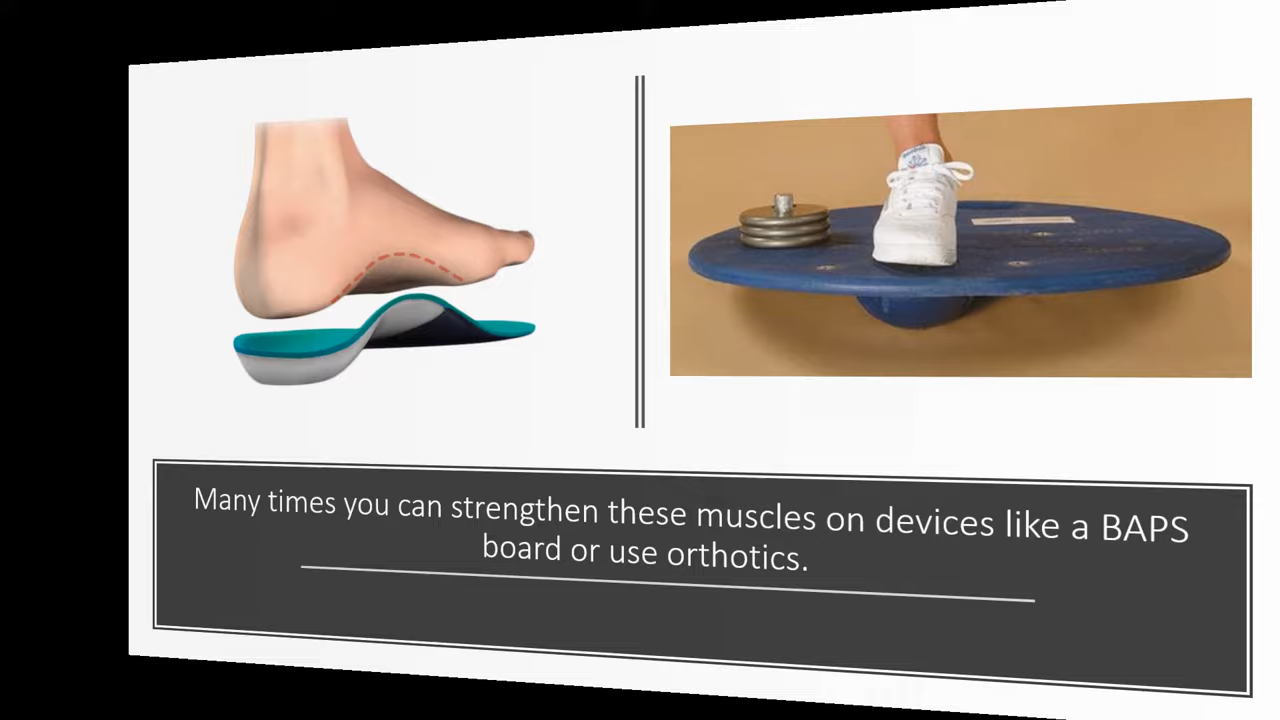 Many times you can strengthen these muscles on devices like a BAPS
board or use orthotics.